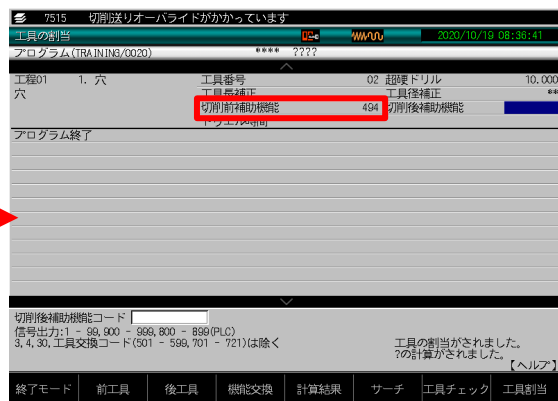 7515 切削送りオーバライドがかかっています
工具の割当 2020/10/19 08:36:41
プログラム(TRAINING/0020) **** ????
工程01 1. 穴 工具番号 02 超硬ドリル 10.000
穴 工具長補正 工具径補正 **
切削前補助機能 494 切削後補助機能
ドウェル時間
プログラム終了
切削後補助機能コード
信号出力:1 - 99,900 - 999,800 - 899(PLC)
3,4,30,工具交換コード(501 - 599,701 - 721)は除く
工具の割当がされました。
?の計算がされました。
【ヘルプ】
終了モード 前工具 後工具 機能交換 計算結果 サーチ 工具チェック 工具割当